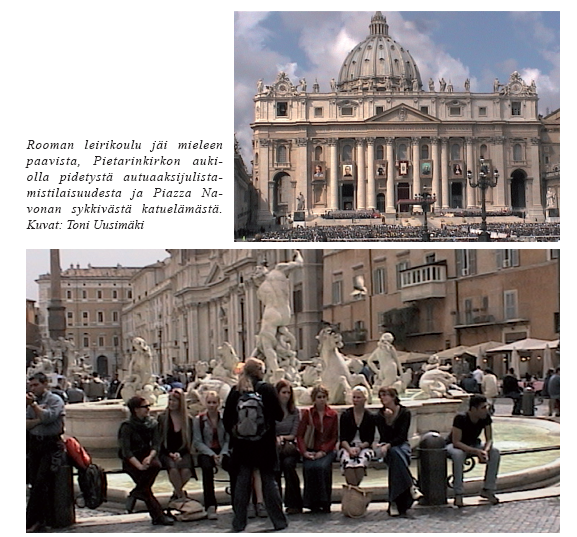 Rooman leirikoulu jäi mieleen
paavista, Pietarinkirkon auki-
olla pidetystä autuaaksijulista-
mistilaisuudesta ja Piazza Na-
vonan sykkivästä katuelämästä.
Kuvat: Toni Uusimäki